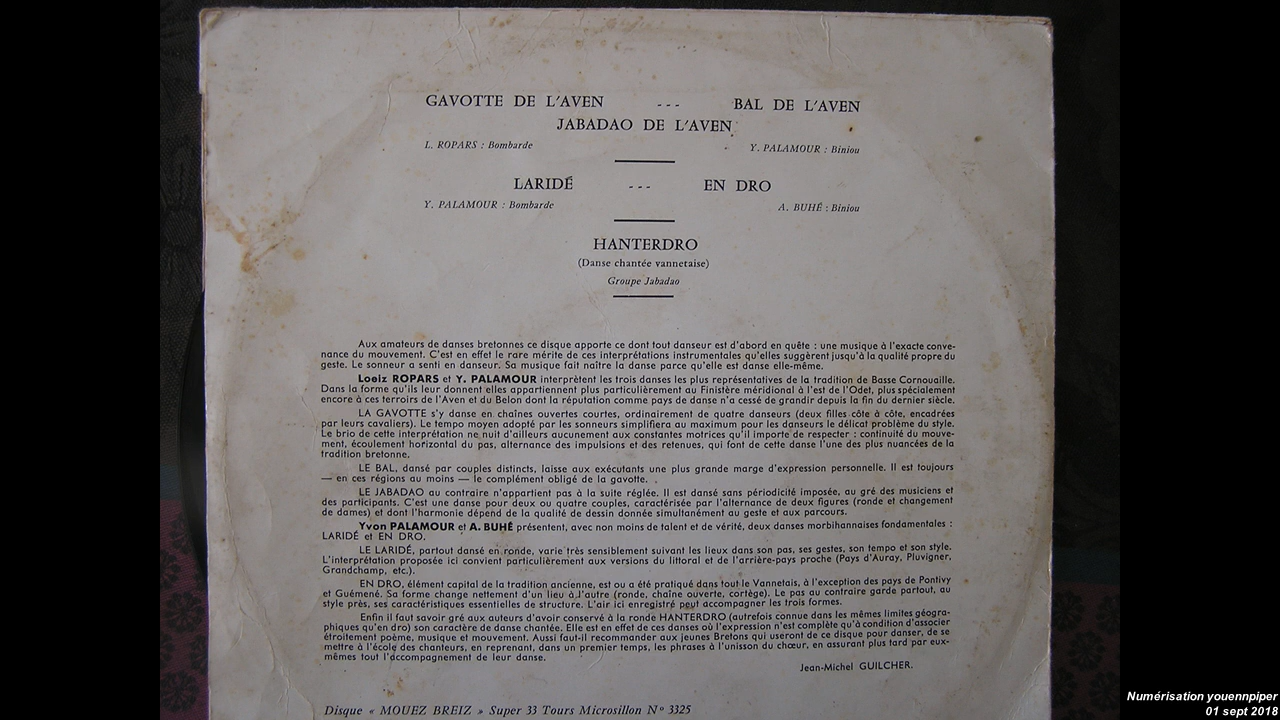 GAVOTTE DE L'AVEN - - - BAL DE L'AVEN
JABADAO DE L'AVEN
L. ROPARS : Bombarde Y. PALAMOUR : Biniou
LARIDÉ - - - EN DRO
Y. PALAMOUR : Bombarde A. BUHÉ : Biniou
HANTERDRO
(Danse chantée vannetaise)
Groupe Jabadao
Aux amateurs de danses bretonnes ce disque apporte ce dont tout danseur est d'abord en quête : une musique à l'exacte conve-
nance du mouvement. C'est en effet le rare mérite de ces interprétations instrumentales qu'elles suggèrent jusqu'à la qualité propre du
geste. Le sonneur a senti en danseur. Sa musique fait naître la danse parce qu'elle est danse elle-même.
Loeiz ROPARS et Y. PALAMOUR interprètent les trois danses les plus représentatives de la tradition de Basse Cornouaille.
Dans la forme qu'ils leur donnent elles appartiennent plus particulièrement au Finistère méridional à l'est de l'Odet, plus spécialement
encore à ces terroirs de l'Aven et du Belon dont la réputation comme pays de danse n'a cessé de grandir depuis la fin du dernier siècle.
LA GAVOTTE s'y danse en chaînes ouvertes courtes, ordinairement de quatre danseurs (deux filles côte à côte, encadrées
par leurs cavaliers). Le tempo moyen adopté par les sonneurs simplifiera au maximum pour les danseurs le délicat problème du style.
Le brio de cette interprétation ne nuit d'ailleurs aucunement aux constantes motrices qu'il importe de respecter : continuité du mouve-
ment, écoulement horizontal du pas, alternance des impulsions et des retenues, qui font de cette danse l'une des plus nuancées de la
tradition bretonne.
LE BAL, dansé par couples distincts, laisse aux exécutants une plus grande marge d'expression personnelle. Il est toujours
— en ces régions au moins — le complément obligé de la gavotte.
LE JABADAO au contraire n'appartient pas à la suite réglée. Il est dansé sans périodicité imposée, au gré des musiciens et
des participants. C'est une danse pour deux ou quatre couples, caractérisée par l'alternance de deux figures (ronde et changement
de dames) et dont l'harmonie dépend de la qualité de dessin donnée simultanément au geste et aux parcours.
Yvon PALAMOUR et A. BUHÉ présentent, avec non moins de talent et de vérité, deux danses morbihannaises fondamentales :
LARIDÉ et EN DRO.
LE LARIDÉ, partout dansé en ronde, varie très sensiblement suivant les lieux dans son pas, ses gestes, son tempo et son style.
L'interprétation proposée ici convient particulièrement aux versions du littoral et de l'arrière-pays proche (Pays d'Auray, Pluvigner,
Grandchamp, etc.).
EN DRO, élément capital de la tradition ancienne, est ou a été pratiqué dans tout le Vannetais, à l'exception des pays de Pontivy
et Guémené. Sa forme change nettement d'un lieu à l'autre (ronde, chaîne ouverte, cortège). Le pas au contraire garde partout, au
style près, ses caractéristiques essentielles de structure. L'air ici enregistré peut accompagner les trois formes.
Enfin il faut savoir gré aux auteurs d'avoir conservé à la ronde HANTERDRO (autrefois connue dans les mêmes limites géogra-
phiques qu'en dro) son caractère de danse chantée. Elle est en effet de ces danses où l'expression n'est complète qu'à condition d'associer
étroitement poème, musique et mouvement. Aussi faut-il recommander aux jeunes Bretons qui useront de ce disque pour danser, de se
mettre à l'école des chanteurs, en reprenant, dans un premier temps, les phrases à l'unisson du chœur, en assurant plus tard par eux-
mêmes tout l'accompagnement de leur danse.
Jean-Michel GUILCHER.
Disque « MOUEZ BREIZ » Super 33 Tours Microsillon Nº 3325
Numérisation youennpiper
01 sept 2018